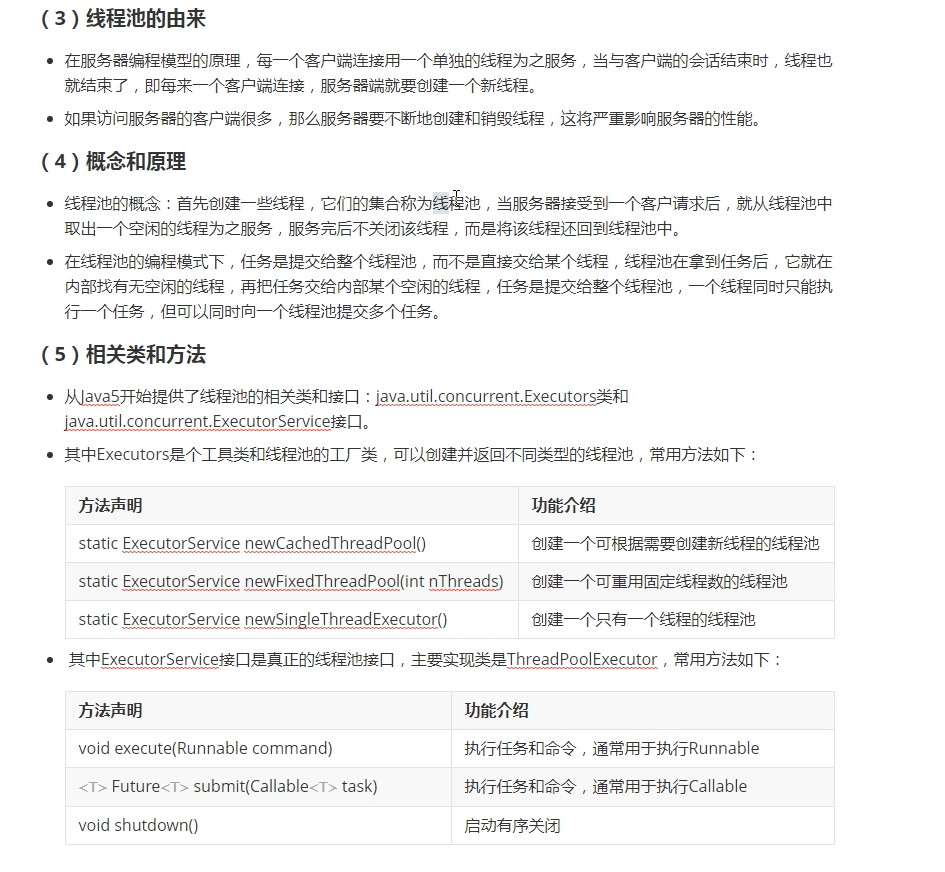 （3）线程池的由来
在服务器编程模型的原理，每一个客户端连接用一个单独的线程为之服务，当与客户端的会话结束时，线程也
就结束了，即每来一个客户端连接，服务器端就要创建一个新线程。
如果访问服务器的客户端很多，那么服务器要不断地创建和销毁线程，这将严重影响服务器的性能。
（4）概念和原理
线程池的概念：首先创建一些线程，它们的集合称为线程池，当服务器接受到一个客户请求后，就从线程池中
取出一个空闲的线程为之服务，服务完后不关闭该线程，而是将该线程还回到线程池中。
在线程池的编程模式下，任务是提交给整个线程池，而不是直接交给某个线程，线程池在拿到任务后，它就在
内部找有无空闲的线程，再把任务交给内部某个空闲的线程，任务是提交给整个线程池，一个线程同时只能执
行一个任务，但可以同时向一个线程池提交多个任务。
（5）相关类和方法
从Java5开始提供了线程池的相关类和接口：java.util.concurrent.Executors类和
java.util.concurrent.ExecutorService接口。
其中Executors是个工具类和线程池的工厂类，可以创建并返回不同类型的线程池，常用方法如下：
方法声明 功能介绍
static ExecutorService newCachedThreadPool() 创建一个可根据需要创建新线程的线程池
static ExecutorService newFixedThreadPool(int nThreads) 创建一个可重用固定线程数的线程池
static ExecutorService newSingleThreadExecutor() 创建一个只有一个线程的线程池
其中ExecutorService接口是真正的线程池接口，主要实现类是ThreadPoolExecutor，常用方法如下：
方法声明 功能介绍
void execute(Runnable command) 执行任务和命令，通常用于执行Runnable
<T> Future<T> submit(Callable<T> task) 执行任务和命令，通常用于执行Callable
void shutdown() 启动有序关闭